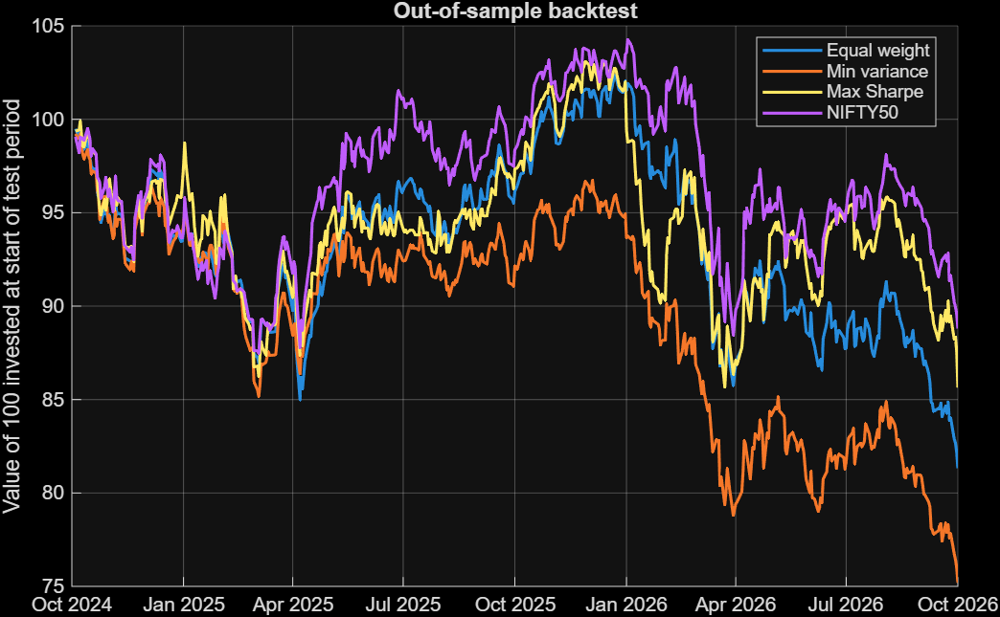 Out-of-sample backtest
Value of 100 invested at start of test period
105
100
95
90
85
80
75
Equal weight
Min variance
Max Sharpe
NIFTY50
Oct 2024 Jan 2025 Apr 2025 Jul 2025 Oct 2025 Jan 2026 Apr 2026 Jul 2026 Oct 2026